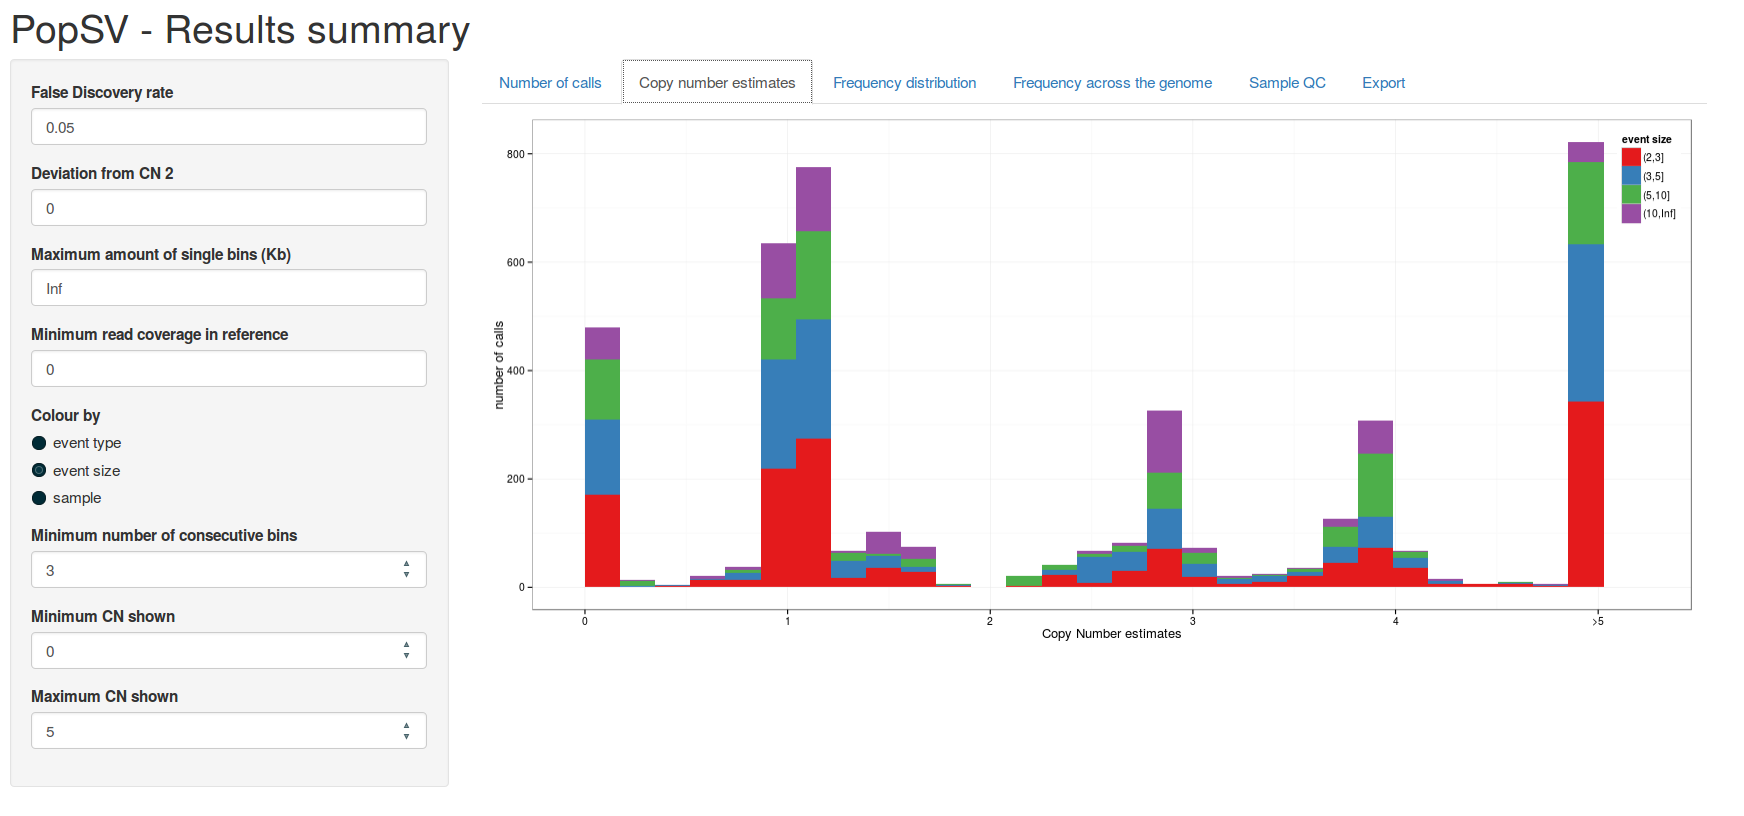 PopSV - Results summary
False Discovery rate
0.05
Deviation from CN 2
0
Maximum amount of single bins (Kb)
Inf
Minimum read coverage in reference
0
Colour by
event type
event size
sample
Minimum number of consecutive bins
3
Minimum CN shown
0
Maximum CN shown
5
Number of calls
Copy number estimates
Frequency distribution
Frequency across the genome
Sample QC
Export
number of calls
800
600
400
200
0
0
1
2
3
4
>5
Copy Number estimates
event size
(2,3]
(3,5]
(5,10]
(10,Inf]